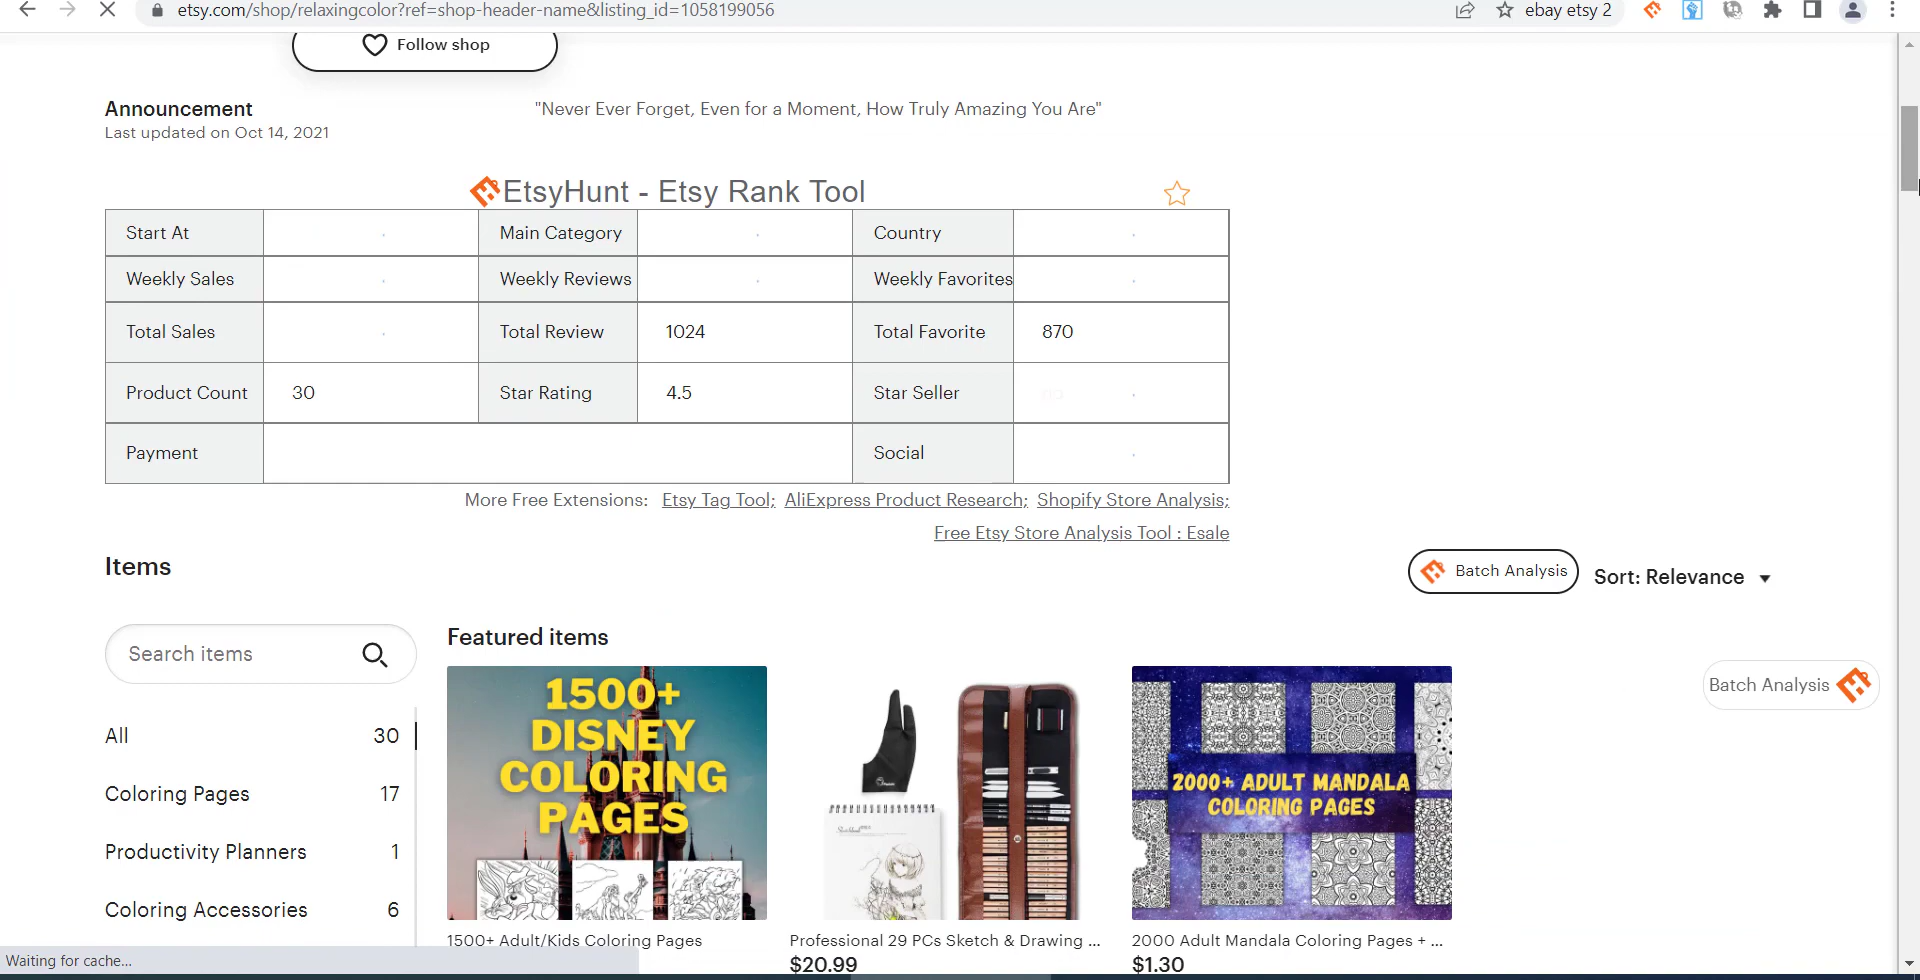 etsy.com/shop/relaxingcolor?ref=shop-header-name&listing_id=1058199056
ebay etsy 2
Follow shop
Announcement
Last updated on Oct 14, 2021
"Never Ever Forget, Even for a Moment, How Truly Amazing You Are"
EtsyHunt - Etsy Rank Tool
Start At Main Category Country
Weekly Sales Weekly Reviews Weekly Favorites
Total Sales Total Review 1024 Total Favorite 870
Product Count 30 Star Rating 4.5 Star Seller
Payment Social
More Free Extensions: Etsy Tag Tool; AliExpress Product Research; Shopify Store Analysis;
Free Etsy Store Analysis Tool : Esale
Items
Batch Analysis
Sort: Relevance
Search items
Featured items
Batch Analysis
All 30
Coloring Pages 17
Productivity Planners 1
Coloring Accessories 6
1500+
DISNEY
COLORING
PAGES
2000+ ADULT MANDALA
COLORING PAGES
1500+ Adult/Kids Coloring Pages
Professional 29 PCs Sketch & Drawing ...
$20.99
2000 Adult Mandala Coloring Pages + ...
$1.30
Waiting for cache...